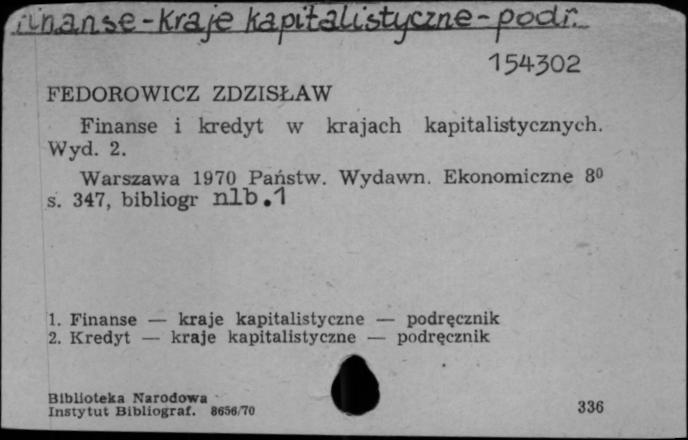 Finanse - kraje kapitalistyczne - podr.
154302
FEDOROWICZ ZDZISŁAW
Finanse i kredyt w krajach kapitalistycznych.
Wyd. 2.
Warszawa 1970 Państw. Wydawn. Ekonomiczne 8⁰
s. 347, bibliogr nlb.1
1. Finanse — kraje kapitalistyczne — podręcznik
2. Kredyt — kraje kapitalistyczne — podręcznik
Biblioteka Narodowa
Instytut Bibliograf. 8656/70
336